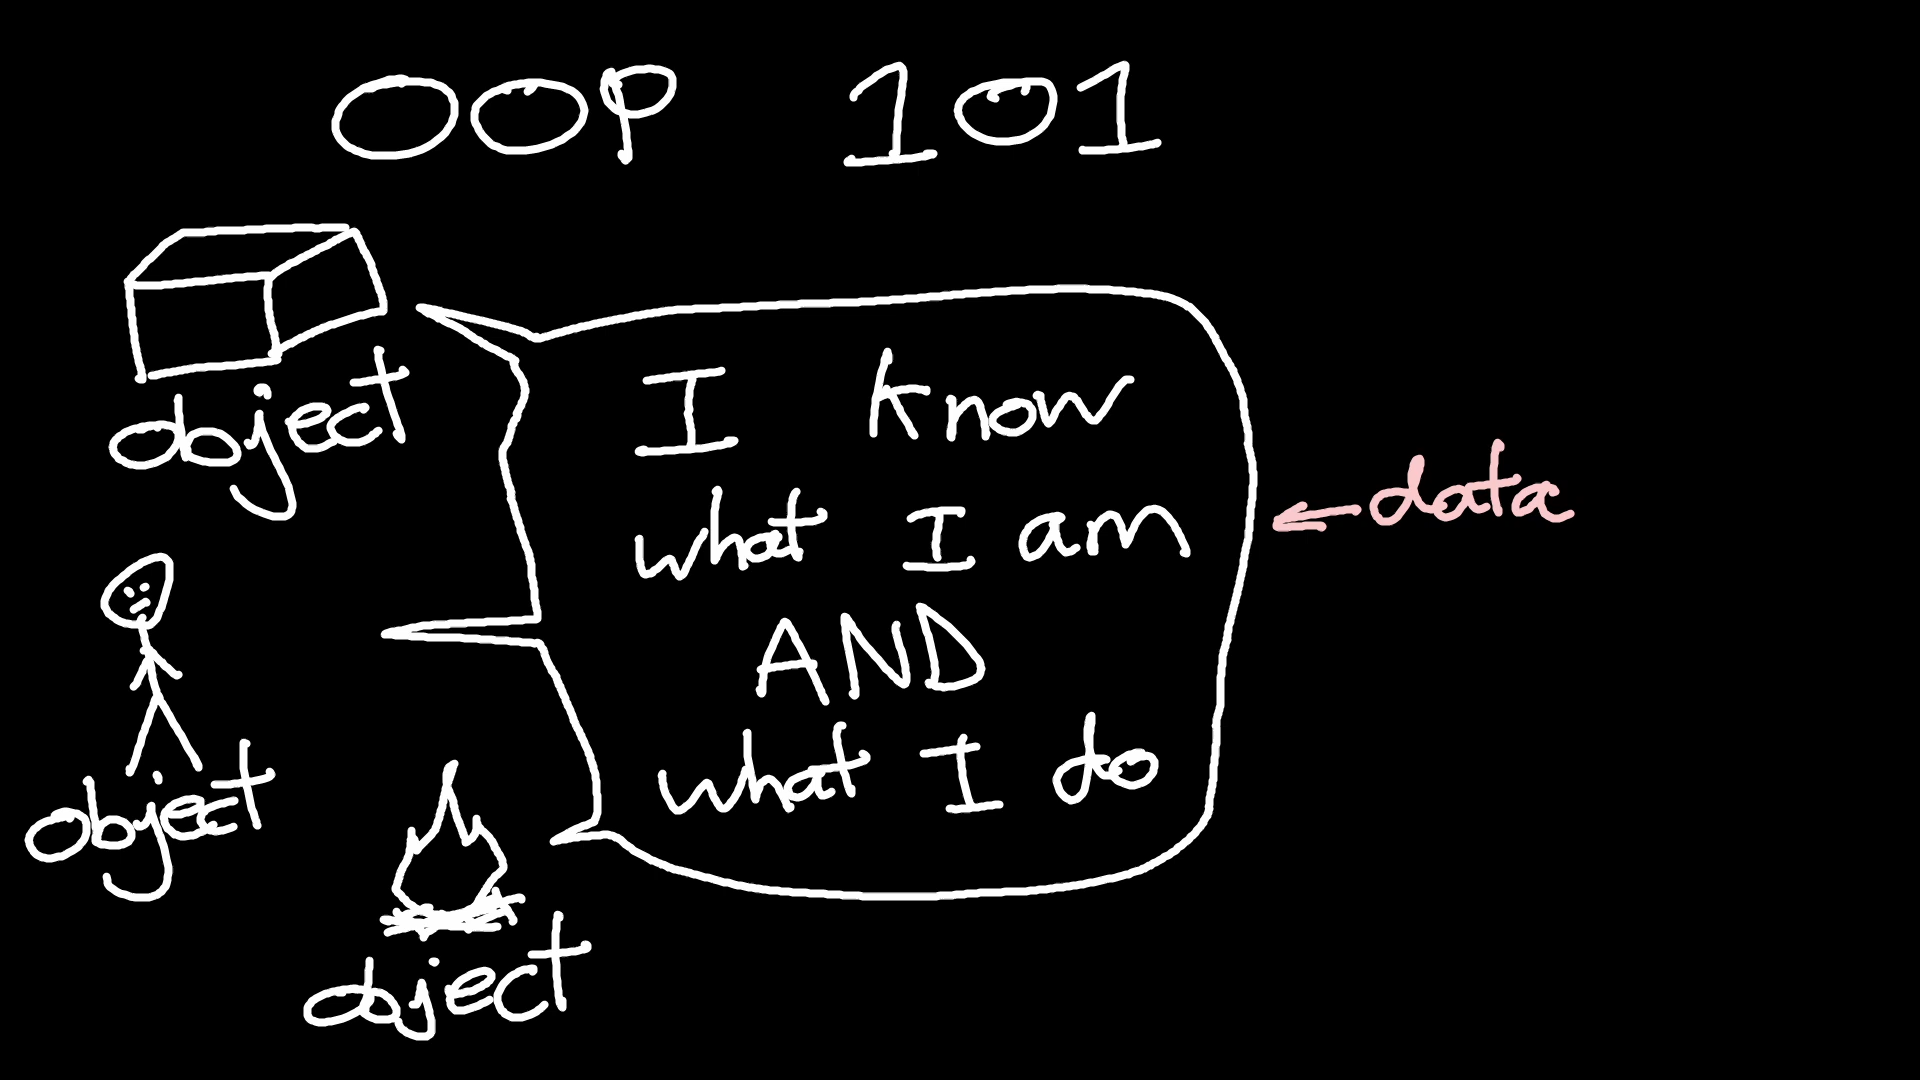 OOP 101
object
I know
what I am
data
AND
what I do
object
object